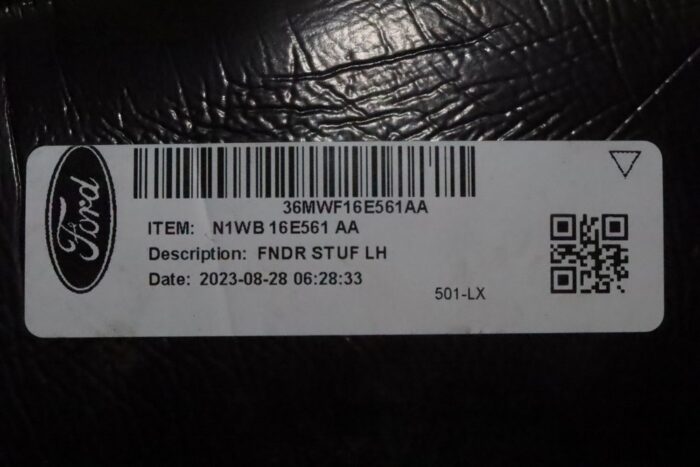 Ford
36MWF16E561AA
ITEM: N1WB 16E561 AA
Description: FNDR STUF LH
Date: 2023-08-28 06:28:33
501-LX